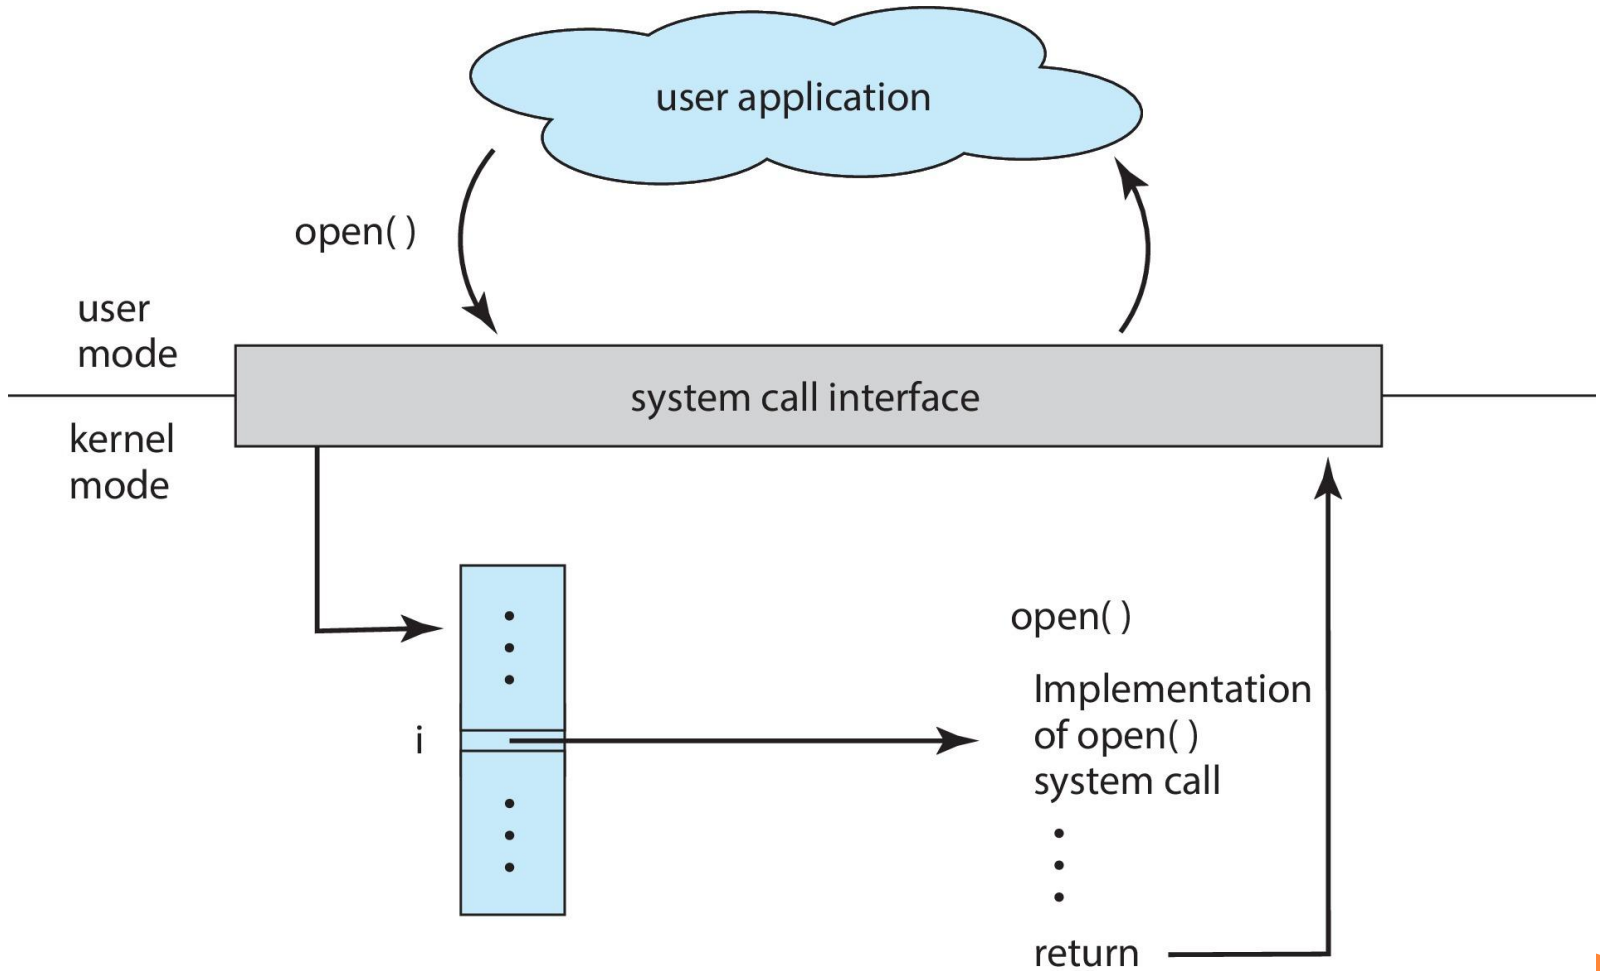 user application
open( )
user
mode
system call interface
kernel
mode
open( )
Implementation
of open( )
system call
i
return